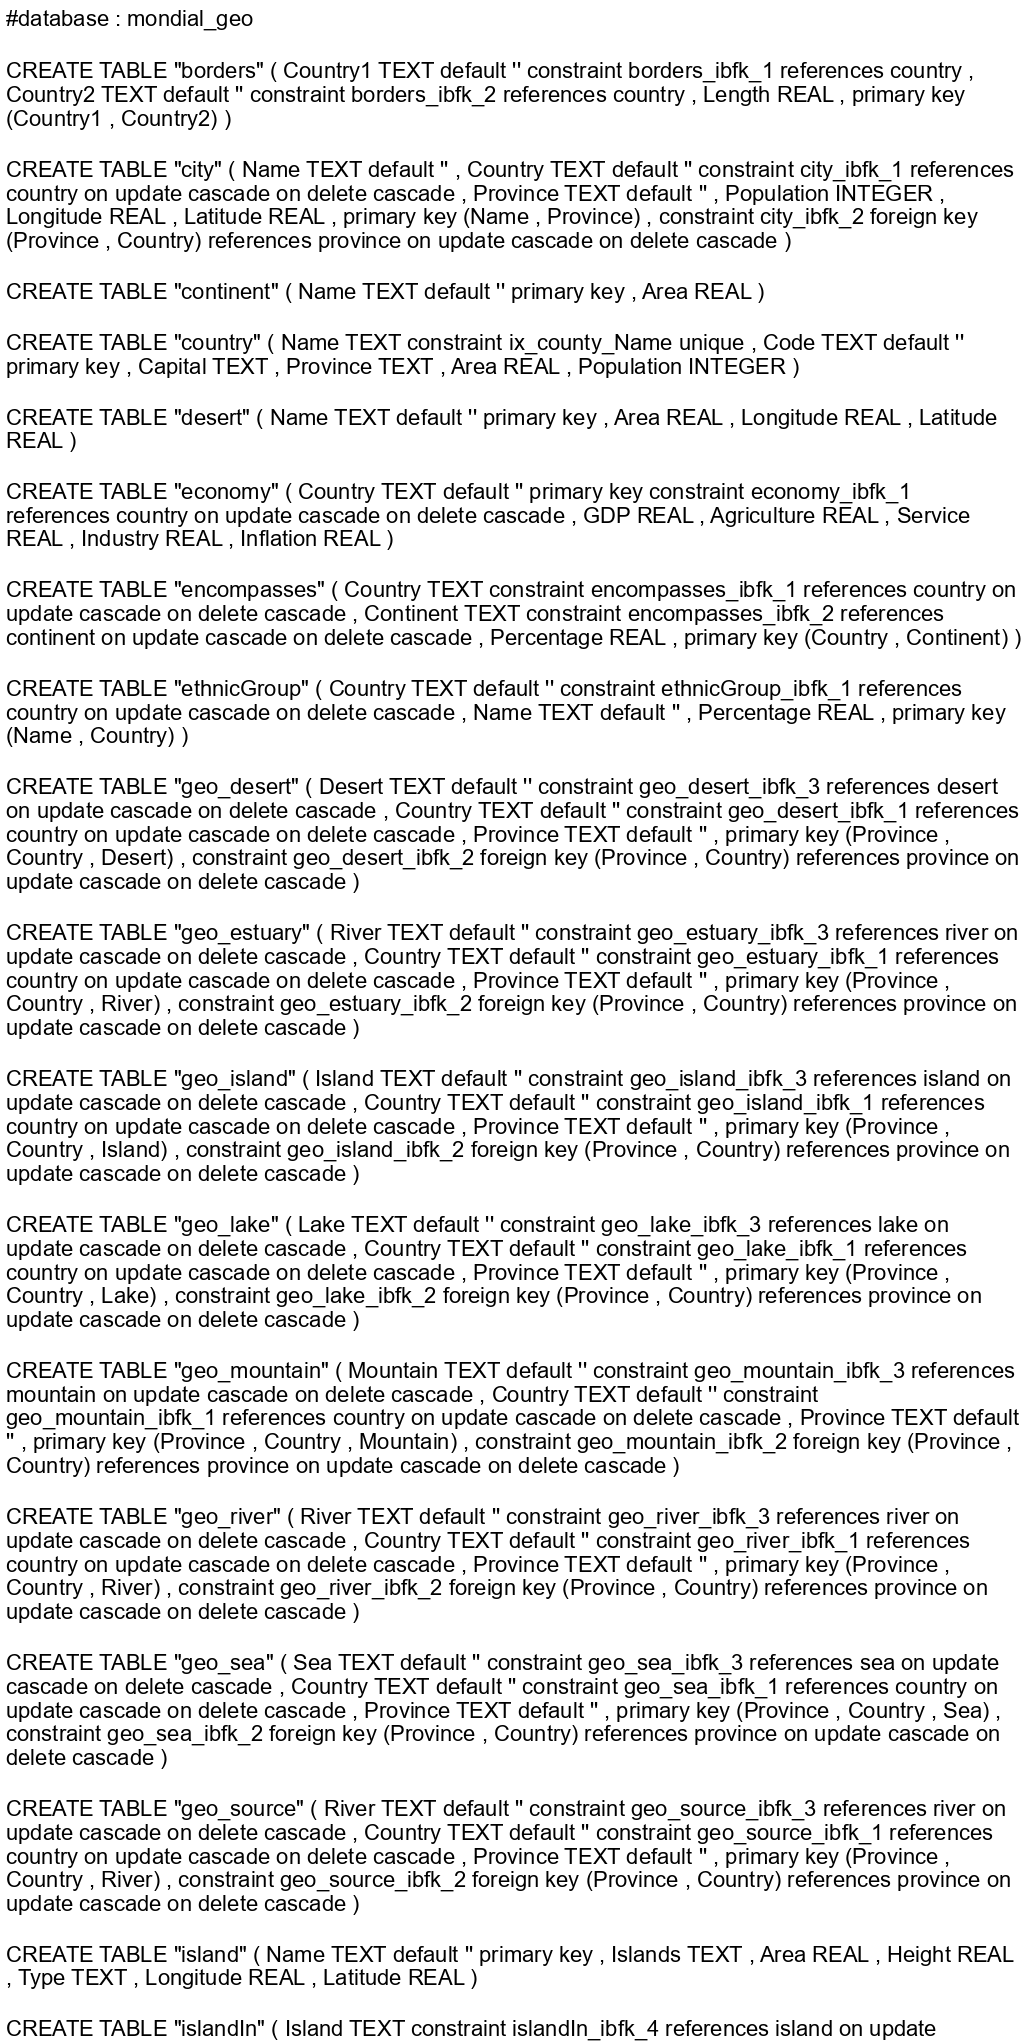 #database : mondial_geo
CREATE TABLE "borders" ( Country1 TEXT default '' constraint borders_ibfk_1 references country ,
Country2 TEXT default '' constraint borders_ibfk_2 references country , Length REAL , primary key
(Country1 , Country2) )
CREATE TABLE "city" ( Name TEXT default '' , Country TEXT default '' constraint city_ibfk_1 references
country on update cascade on delete cascade , Province TEXT default '' , Population INTEGER ,
Longitude REAL , Latitude REAL , primary key (Name , Province) , constraint city_ibfk_2 foreign key
(Province , Country) references province on update cascade on delete cascade )
CREATE TABLE "continent" ( Name TEXT default '' primary key , Area REAL )
CREATE TABLE "country" ( Name TEXT constraint ix_county_Name unique , Code TEXT default ''
primary key , Capital TEXT , Province TEXT , Area REAL , Population INTEGER )
CREATE TABLE "desert" ( Name TEXT default '' primary key , Area REAL , Longitude REAL , Latitude
REAL )
CREATE TABLE "economy" ( Country TEXT default '' primary key constraint economy_ibfk_1
references country on update cascade on delete cascade , GDP REAL , Agriculture REAL , Service
REAL , Industry REAL , Inflation REAL )
CREATE TABLE "encompasses" ( Country TEXT constraint encompasses_ibfk_1 references country on
update cascade on delete cascade , Continent TEXT constraint encompasses_ibfk_2 references
continent on update cascade on delete cascade , Percentage REAL , primary key (Country , Continent) )
CREATE TABLE "ethnicGroup" ( Country TEXT default '' constraint ethnicGroup_ibfk_1 references
country on update cascade on delete cascade , Name TEXT default '' , Percentage REAL , primary key
(Name , Country) )
CREATE TABLE "geo_desert" ( Desert TEXT default '' constraint geo_desert_ibfk_3 references desert
on update cascade on delete cascade , Country TEXT default '' constraint geo_desert_ibfk_1 references
country on update cascade on delete cascade , Province TEXT default '' , primary key (Province ,
Country , Desert) , constraint geo_desert_ibfk_2 foreign key (Province , Country) references province on
update cascade on delete cascade )
CREATE TABLE "geo_estuary" ( River TEXT default '' constraint geo_estuary_ibfk_3 references river on
update cascade on delete cascade , Country TEXT default '' constraint geo_estuary_ibfk_1 references
country on update cascade on delete cascade , Province TEXT default '' , primary key (Province ,
Country , River) , constraint geo_estuary_ibfk_2 foreign key (Province , Country) references province on
update cascade on delete cascade )
CREATE TABLE "geo_island" ( Island TEXT default '' constraint geo_island_ibfk_3 references island on
update cascade on delete cascade , Country TEXT default '' constraint geo_island_ibfk_1 references
country on update cascade on delete cascade , Province TEXT default '' , primary key (Province ,
Country , Island) , constraint geo_island_ibfk_2 foreign key (Province , Country) references province on
update cascade on delete cascade )
CREATE TABLE "geo_lake" ( Lake TEXT default '' constraint geo_lake_ibfk_3 references lake on
update cascade on delete cascade , Country TEXT default '' constraint geo_lake_ibfk_1 references
country on update cascade on delete cascade , Province TEXT default '' , primary key (Province ,
Country , Lake) , constraint geo_lake_ibfk_2 foreign key (Province , Country) references province on
update cascade on delete cascade )
CREATE TABLE "geo_mountain" ( Mountain TEXT default '' constraint geo_mountain_ibfk_3 references
mountain on update cascade on delete cascade , Country TEXT default '' constraint
geo_mountain_ibfk_1 references country on update cascade on delete cascade , Province TEXT default
'' , primary key (Province , Country , Mountain) , constraint geo_mountain_ibfk_2 foreign key (Province ,
Country) references province on update cascade on delete cascade )
CREATE TABLE "geo_river" ( River TEXT default '' constraint geo_river_ibfk_3 references river on
update cascade on delete cascade , Country TEXT default '' constraint geo_river_ibfk_1 references
country on update cascade on delete cascade , Province TEXT default '' , primary key (Province ,
Country , River) , constraint geo_river_ibfk_2 foreign key (Province , Country) references province on
update cascade on delete cascade )
CREATE TABLE "geo_sea" ( Sea TEXT default '' constraint geo_sea_ibfk_3 references sea on update
cascade on delete cascade , Country TEXT default '' constraint geo_sea_ibfk_1 references country on
update cascade on delete cascade , Province TEXT default '' , primary key (Province , Country , Sea) ,
constraint geo_sea_ibfk_2 foreign key (Province , Country) references province on update cascade on
delete cascade )
CREATE TABLE "geo_source" ( River TEXT default '' constraint geo_source_ibfk_3 references river on
update cascade on delete cascade , Country TEXT default '' constraint geo_source_ibfk_1 references
country on update cascade on delete cascade , Province TEXT default '' , primary key (Province ,
Country , River) , constraint geo_source_ibfk_2 foreign key (Province , Country) references province on
update cascade on delete cascade )
CREATE TABLE "island" ( Name TEXT default '' primary key , Islands TEXT , Area REAL , Height REAL
, Type TEXT , Longitude REAL , Latitude REAL )
CREATE TABLE "islandIn" ( Island TEXT constraint islandIn_ibfk_4 references island on update